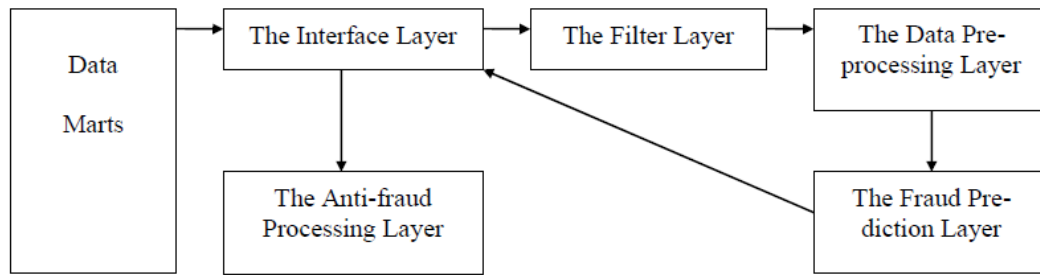 Data
Marts
The Interface Layer
The Filter Layer
The Data Pre-
processing Layer
The Anti-fraud
Processing Layer
The Fraud Pre-
diction Layer